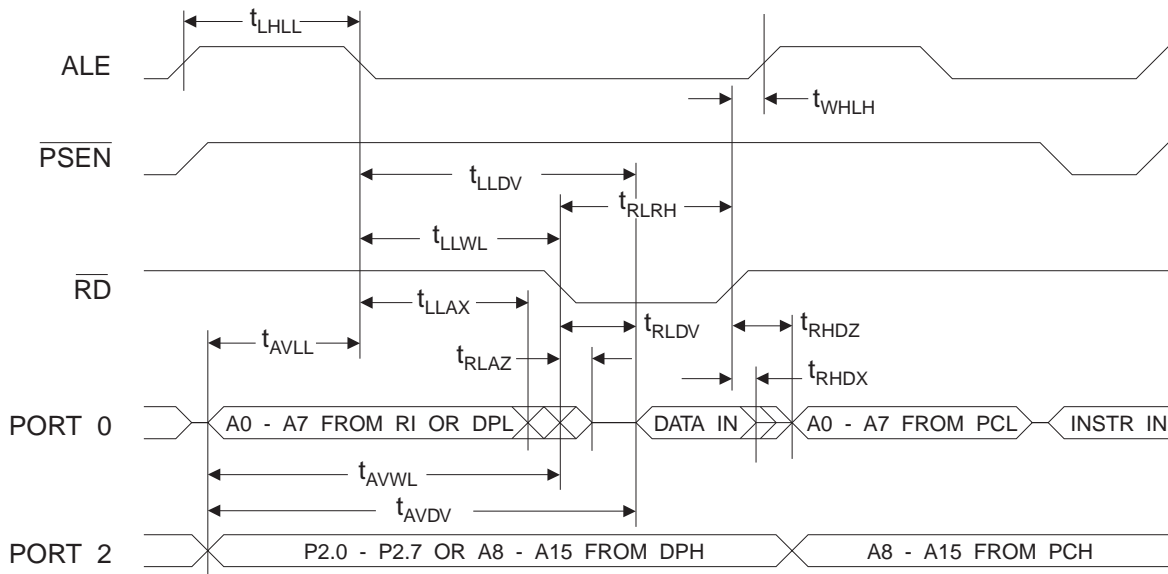 tLHLL
ALE
tWHLH
PSEN
tLLDV
tRLRH
tLLWL
RD
tLLAX
tRLDV
tRHDZ
tAVLL
tRLAZ
tRHDX
PORT 0
A0 - A7 FROM RI OR DPL
DATA IN
A0 - A7 FROM PCL
INSTR IN
tAVWL
tAVDV
PORT 2
P2.0 - P2.7 OR A8 - A15 FROM DPH
A8 - A15 FROM PCH